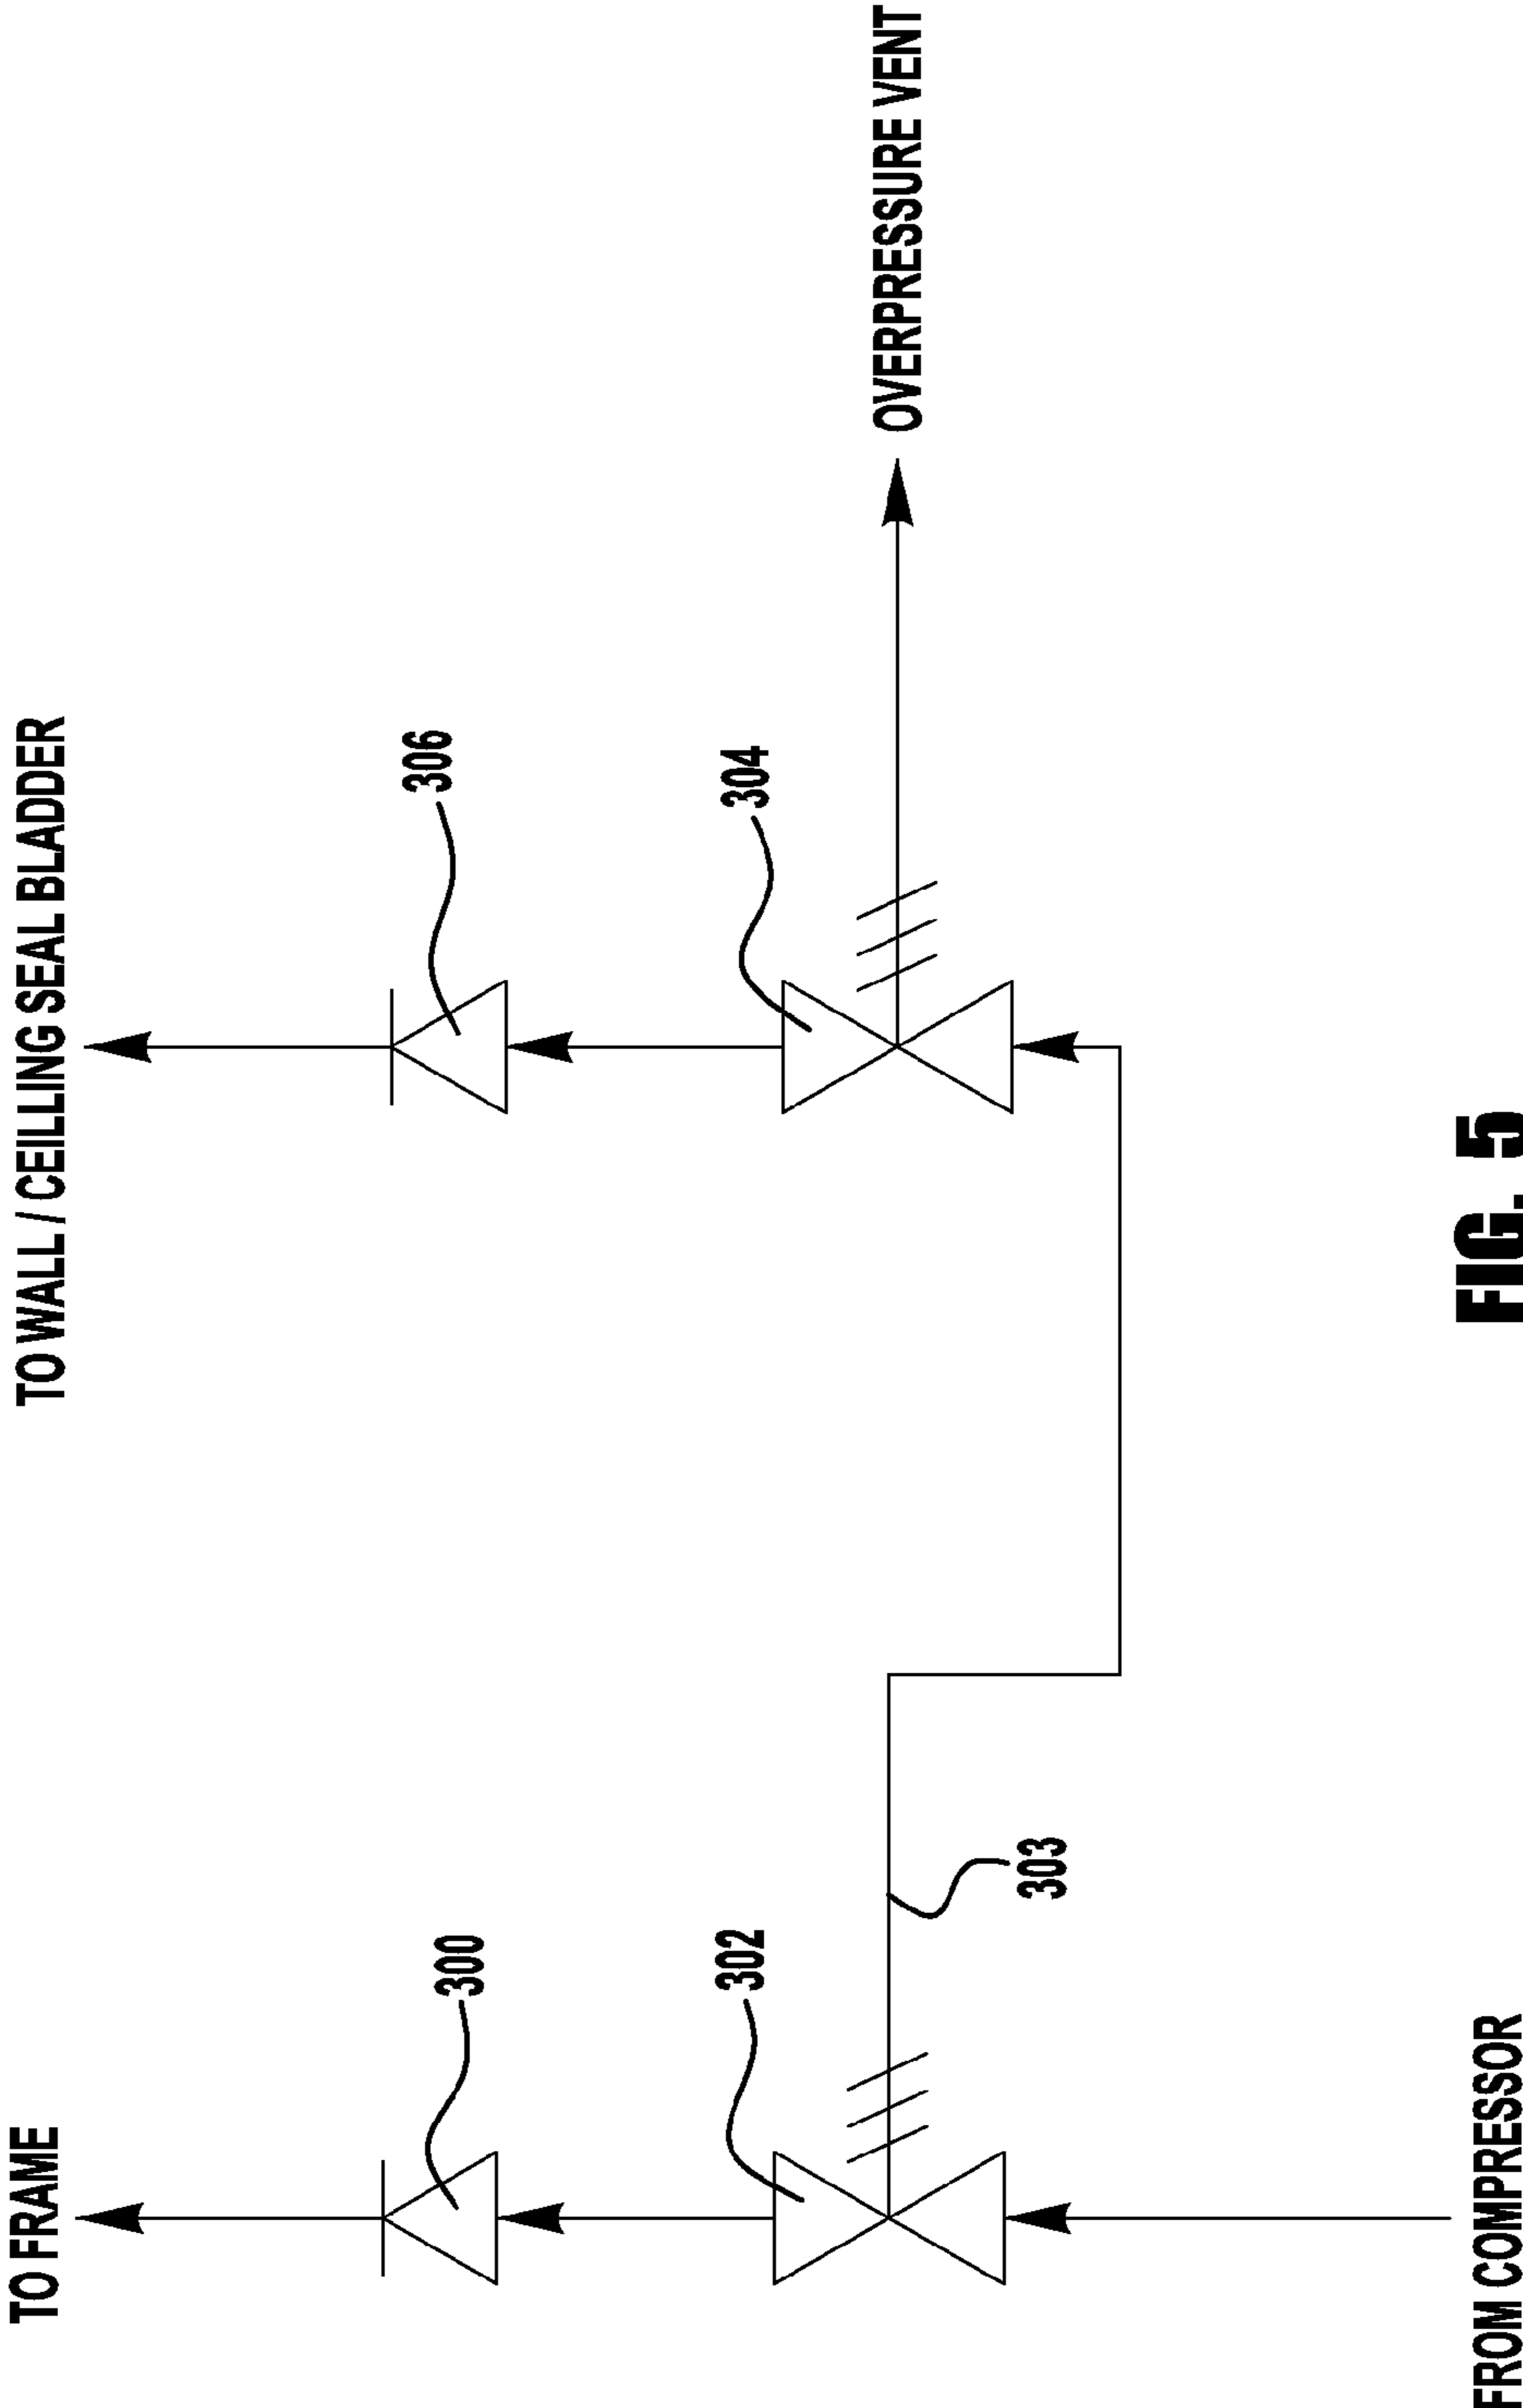 TO FRAME
TO WALL / CEILLING SEAL BLADDER
300
306
302
304
303
OVERPRESSURE VENT
FROM COMPRESSOR
FIG. 5